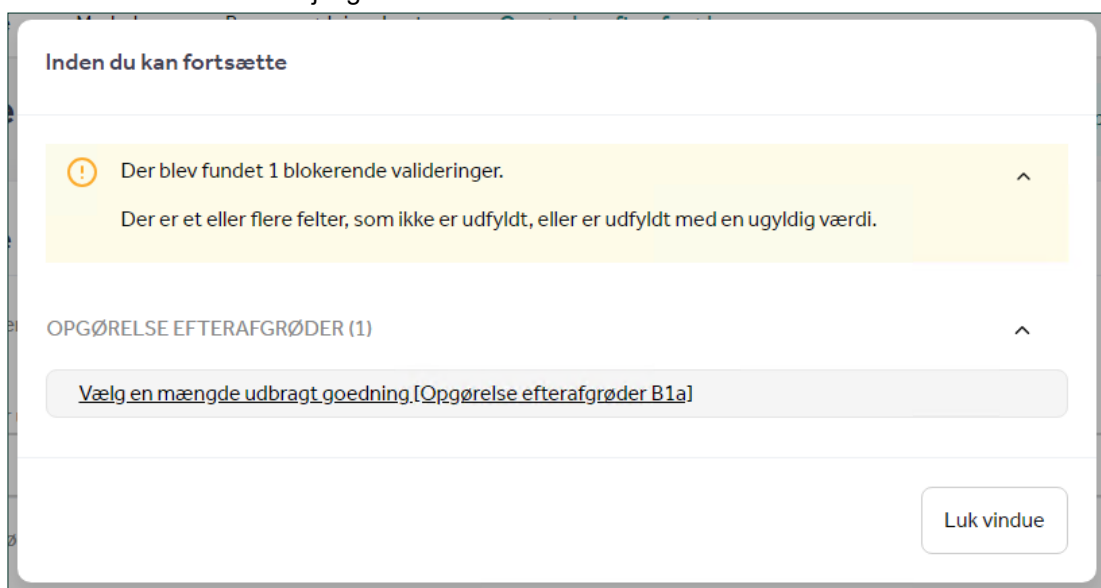 Inden du kan fortsætte
Der blev fundet 1 blokerende valideringer.
Der er et eller flere felter, som ikke er udfyldt, eller er udfyldt med en ugyldig værdi.
OPGØRELSE EFTERAFGRØDER (1)
Vælg en mængde udbragt goedning [Opgørelse efterafgrøder B1a]
Luk vindue